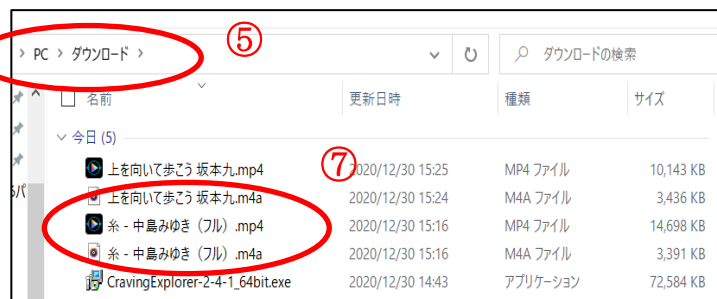 > PC > ダウンロード > ⑤ ダウンロードの検索
名前 更新日時 種類 サイズ
今日 (5)
上を向いて歩こう 坂本九.mp4 ⑦ 2020/12/30 15:25 MP4 ファイル 10,143 KB
上を向いて歩こう 坂本九.m4a 2020/12/30 15:24 M4A ファイル 3,436 KB
糸 - 中島みゆき（フル）.mp4 2020/12/30 15:16 MP4 ファイル 14,698 KB
糸 - 中島みゆき（フル）.m4a 2020/12/30 15:16 M4A ファイル 3,391 KB
CravingExplorer-2-4-1_64bit.exe 2020/12/30 14:43 アプリケーション 72,584 KB